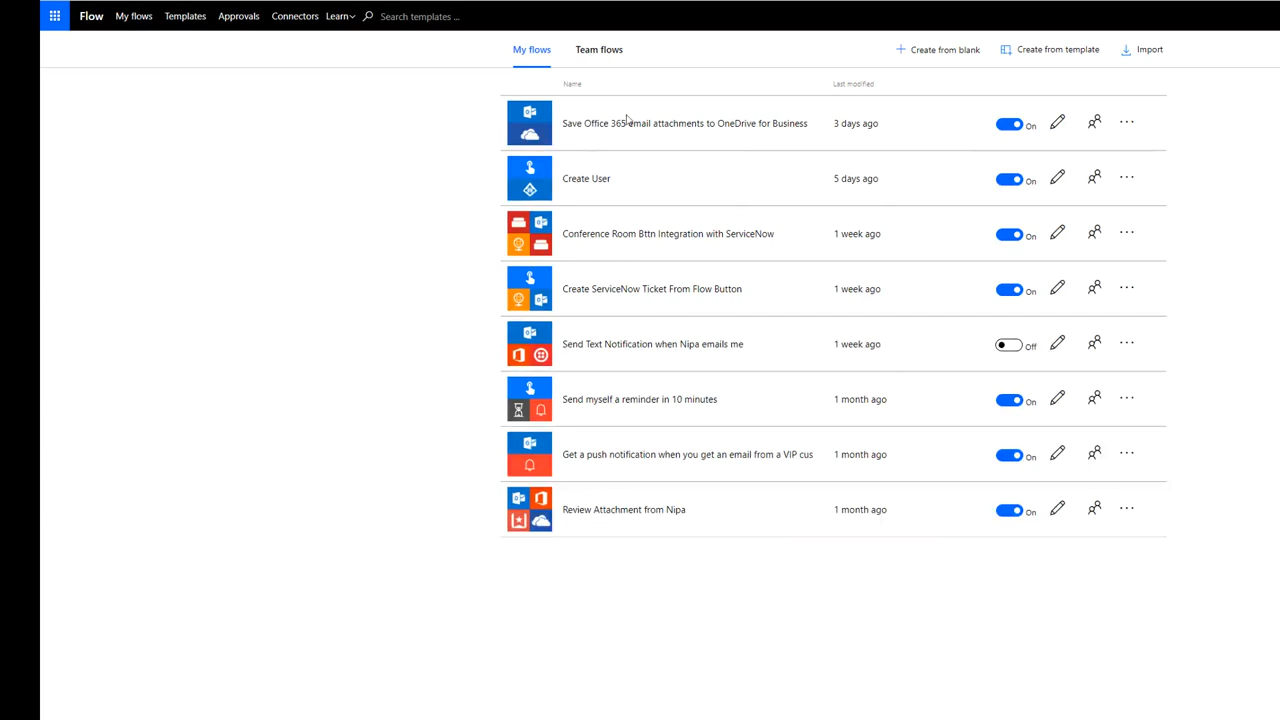 Flow My flows Templates Approvals Connectors Learn Search templates ...
My flows Team flows Create from blank Create from template Import
Name Last modified
Save Office 365 email attachments to OneDrive for Business 3 days ago On
Create User 5 days ago On
Conference Room Bttn Integration with ServiceNow 1 week ago On
Create ServiceNow Ticket From Flow Button 1 week ago On
Send Text Notification when Nipa emails me 1 week ago Off
Send myself a reminder in 10 minutes 1 month ago On
Get a push notification when you get an email from a VIP cus 1 month ago On
Review Attachment from Nipa 1 month ago On